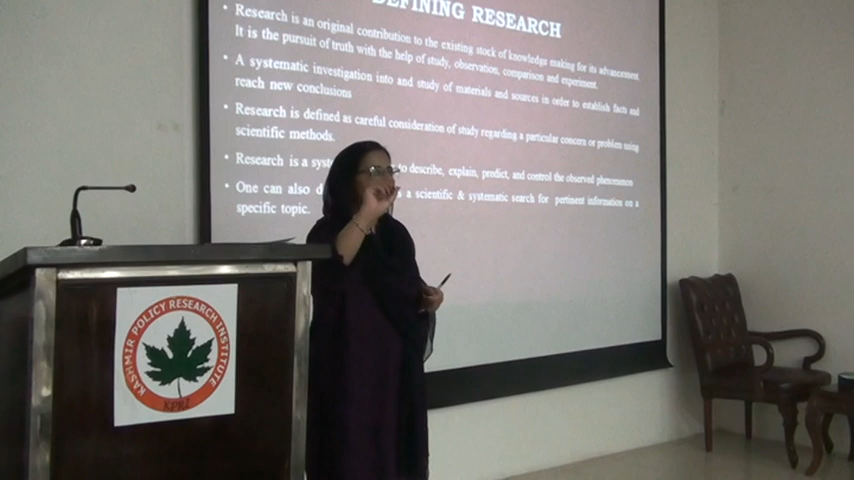 DEFINING RESEARCH
• Research is an original contribution to the existing stock of knowledge making for its advancement.
It is the pursuit of truth with the help of study, observation, comparison and experiment.
• A systematic investigation into and study of materials and sources in order to establish facts and
reach new conclusions
• Research is defined as careful consideration of study regarding a particular concern or problem using
scientific methods.
• Research is a to describe, explain, predict, and control the observed phenomenon
• One can also a scientific & systematic search for pertinent information on a
specific topic.
KASHMIR POLICY RESEARCH INSTITUTE
KPRI